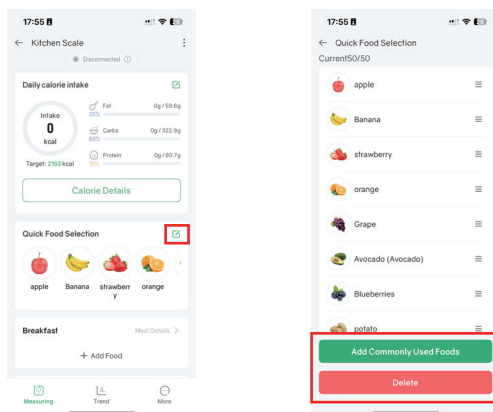 17:55
Kitchen Scale
Disconnected
Daily calorie intake
Intake
0
kcal
Target: 2153 kcal
Fat
25%
0g / 59.8g
Carbs
60%
0g / 322.9g
Protein
0g / 80.7g
Calorie Details
Quick Food Selection
apple
Banana
strawberr
y
orange
Breakfast
Meal Details >
+ Add Food
Measuring
Trend
More
17:55
Quick Food Selection
Current50/50
apple
Banana
strawberry
orange
Grape
Avocado (Avocado)
Blueberries
potato
Add Commonly Used Foods
Delete